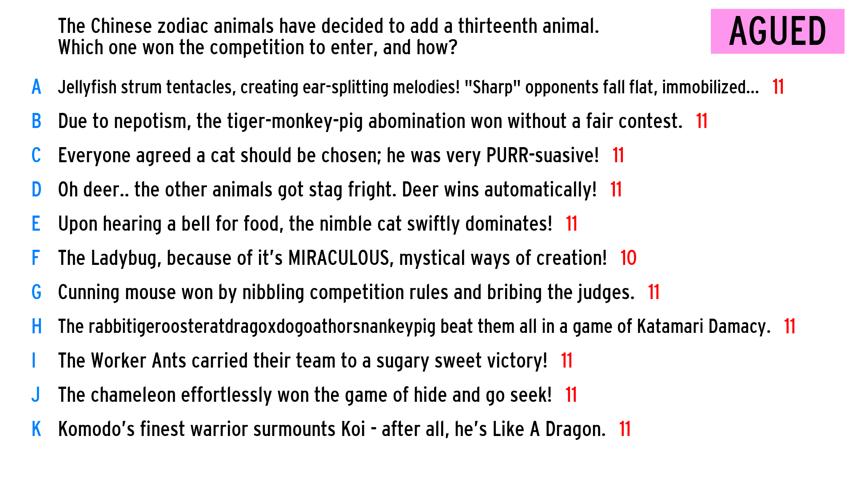 The Chinese zodiac animals have decided to add a thirteenth animal.
Which one won the competition to enter, and how?
AGUED
A Jellyfish strum tentacles, creating ear-splitting melodies! "Sharp" opponents fall flat, immobilized... 11
B Due to nepotism, the tiger-monkey-pig abomination won without a fair contest. 11
C Everyone agreed a cat should be chosen; he was very PURR-suasive! 11
D Oh deer.. the other animals got stag fright. Deer wins automatically! 11
E Upon hearing a bell for food, the nimble cat swiftly dominates! 11
F The Ladybug, because of it's MIRACULOUS, mystical ways of creation! 10
G Cunning mouse won by nibbling competition rules and bribing the judges. 11
H The rabbitigeroosteratdragoxdogoathorsnankeypig beat them all in a game of Katamari Damacy. 11
I The Worker Ants carried their team to a sugary sweet victory! 11
J The chameleon effortlessly won the game of hide and go seek! 11
K Komodo's finest warrior surmounts Koi - after all, he's Like A Dragon. 11